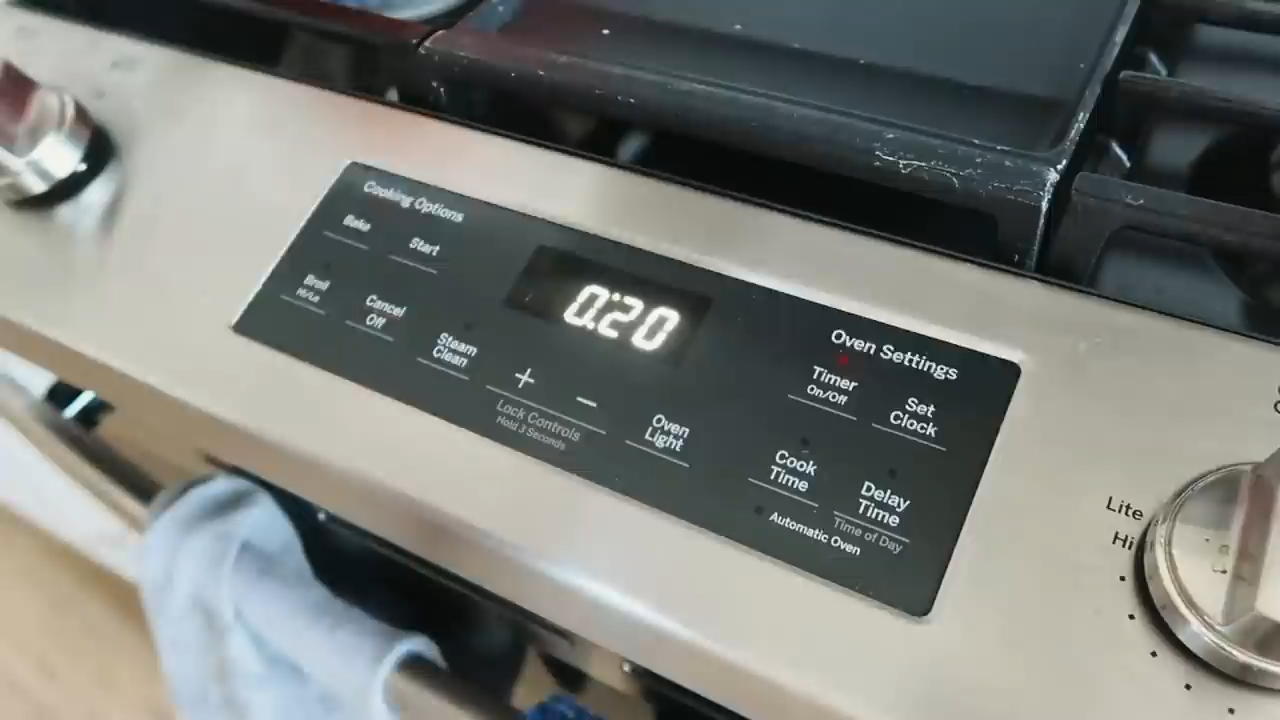 Cooking Options
Bake
Start
Broil
Hi/Lo
Cancel
Off
Steam
Clean
+
−
Lock Controls
Hold 3 Seconds
0:20
Oven
Light
Oven Settings
Timer
On/Off
Set
Clock
Cook
Time
Delay
Time
Time of Day
Automatic Oven
Lite
Hi